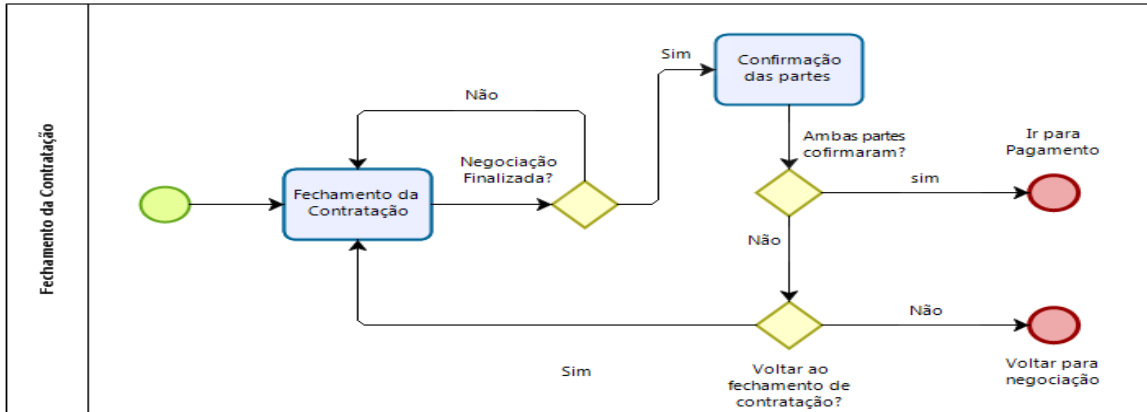 Fechamento da Contratação
Fechamento da
Contratação
Não
Negociação
Finalizada?
Sim
Confirmação
das partes
Ambas partes
cofirmaram?
sim
Ir para
Pagamento
Não
Voltar ao
fechamento de
contratação?
Sim
Não
Voltar para
negociação